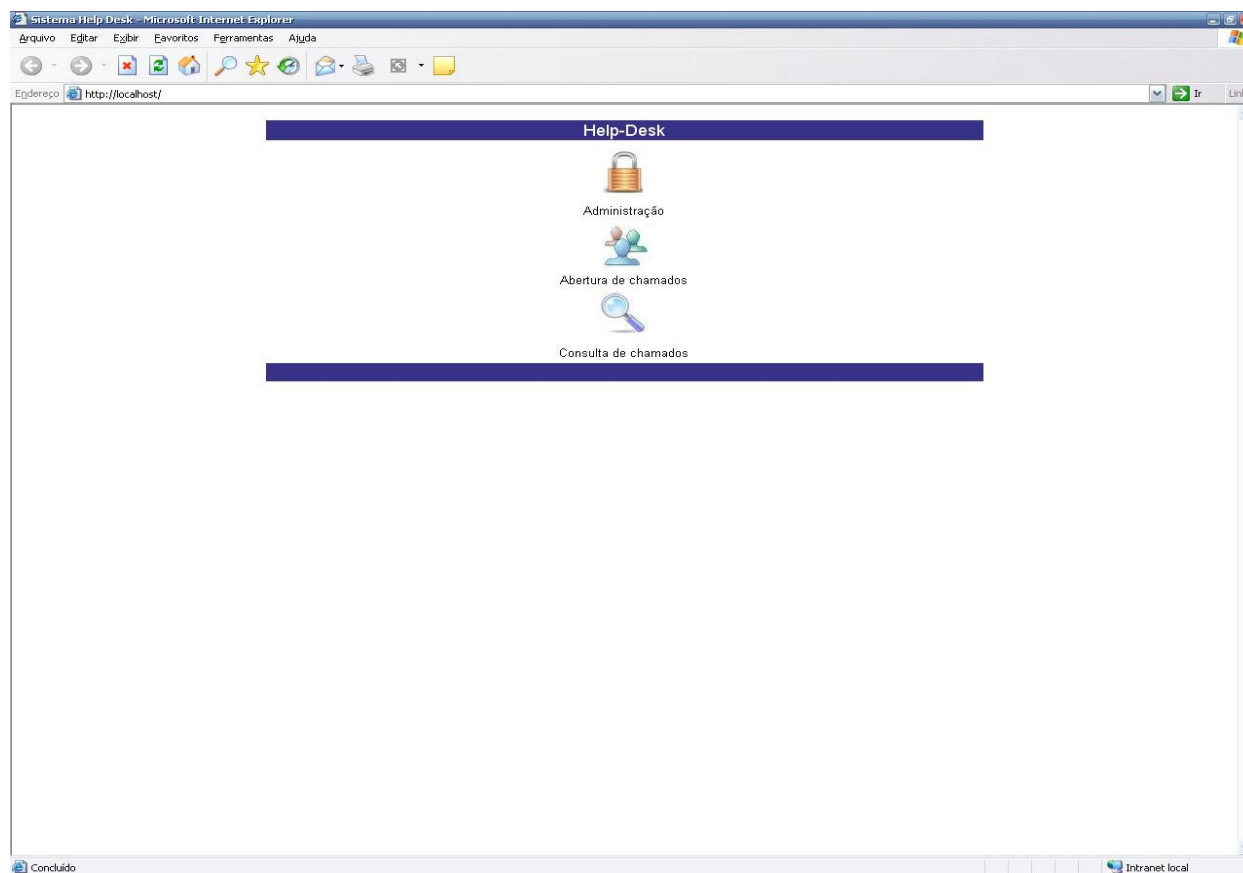 Sistema Help Desk - Microsoft Internet Explorer
Arquivo Editar Exibir Favoritos Ferramentas Ajuda
Endereço http://localhost/ Ir
Help-Desk
Administração
Abertura de chamados
Consulta de chamados
Concluído Intranet local